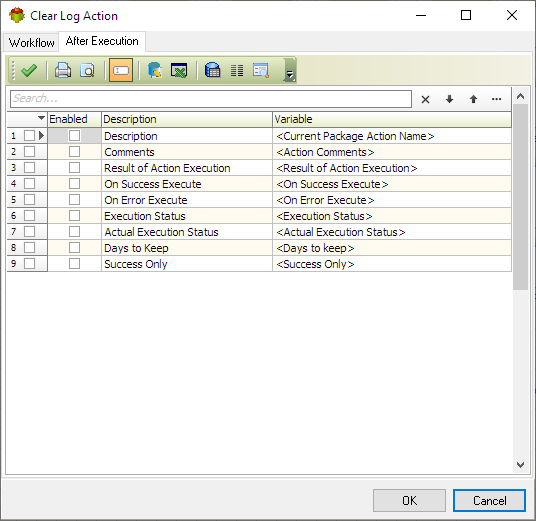 Clear Log Action
Workflow After Execution
Search...
Enabled Description Variable
1 Description <Current Package Action Name>
2 Comments <Action Comments>
3 Result of Action Execution <Result of Action Execution>
4 On Success Execute <On Success Execute>
5 On Error Execute <On Error Execute>
6 Execution Status <Execution Status>
7 Actual Execution Status <Actual Execution Status>
8 Days to Keep <Days to keep>
9 Success Only <Success Only>
OK Cancel